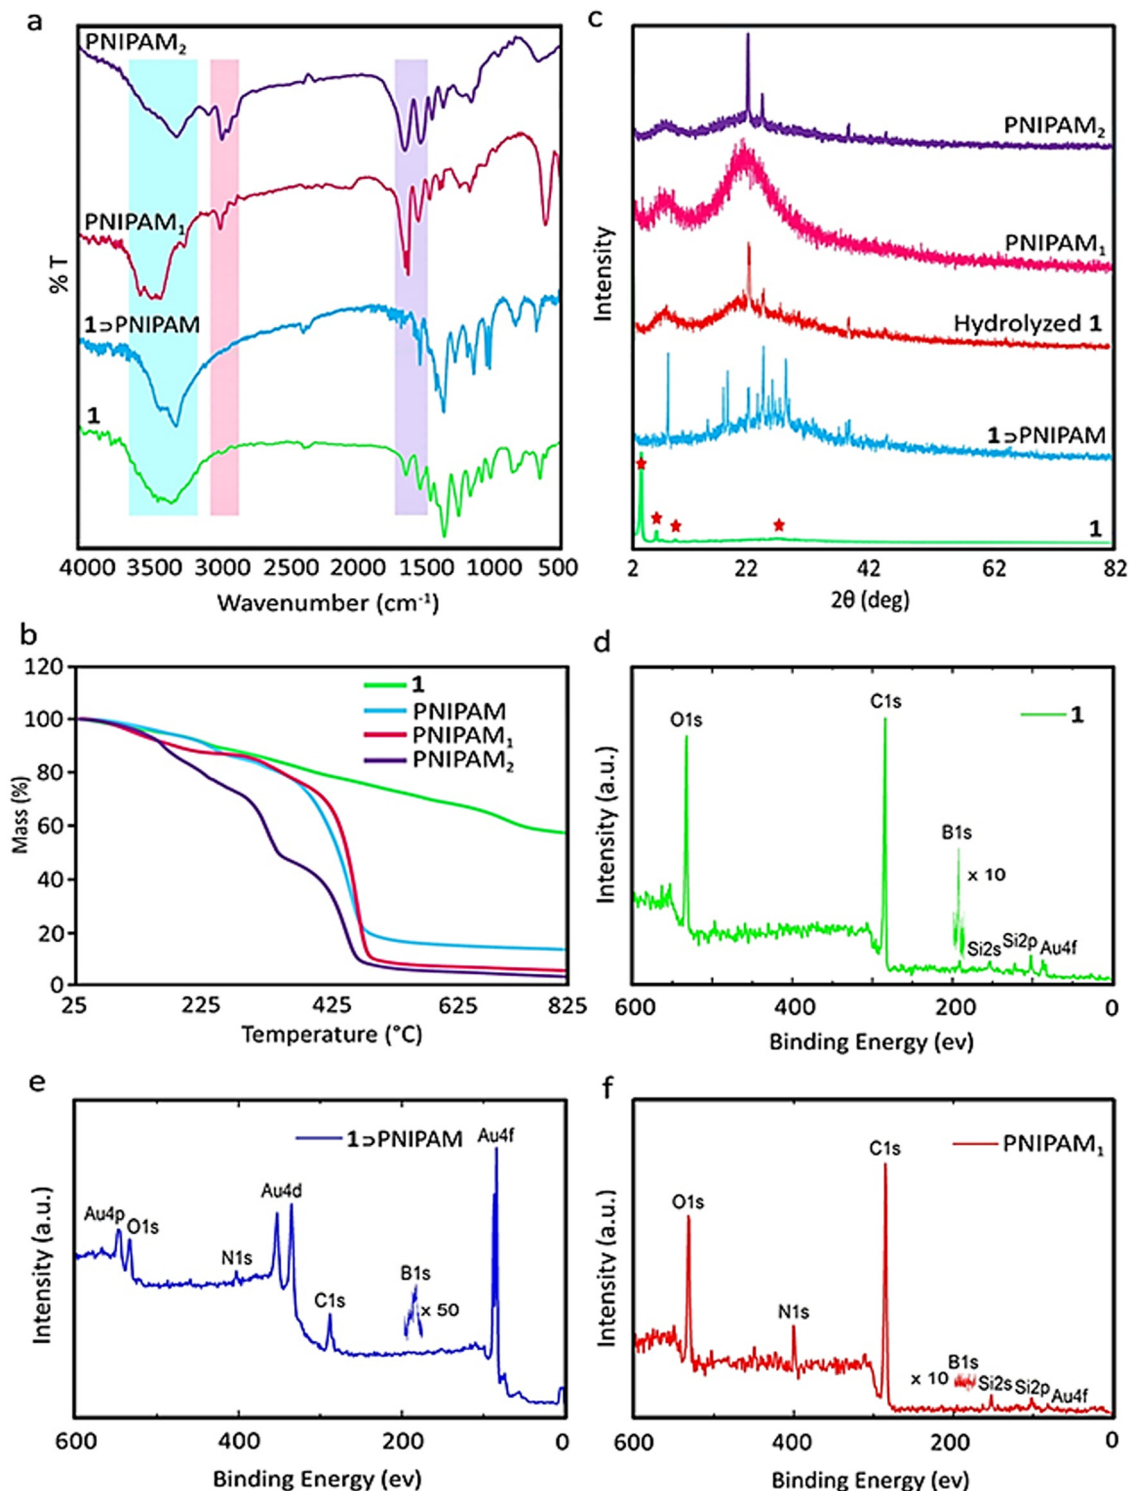 a
PNIPAM₂
PNIPAM₁
1⊃PNIPAM
1
% T
4000 3500 3000 2500 2000 1500 1000 500
Wavenumber (cm⁻¹)
c
PNIPAM₂
PNIPAM₁
Hydrolyzed 1
1⊃PNIPAM
1
Intensity
2 22 42 62 82
2θ (deg)
b
120
100
80
60
40
20
0
Mass (%)
1
PNIPAM
PNIPAM₁
PNIPAM₂
25 225 425 625 825
Temperature (°C)
d
O1s
C1s
1
B1s
× 10
Si2s Si2p Au4f
Intensity (a.u.)
600 400 200 0
Binding Energy (ev)
e
1⊃PNIPAM
Au4f
Au4d
Au4p O1s
N1s
C1s
B1s
× 50
Intensity (a.u.)
600 400 200 0
Binding Energy (ev)
f
C1s
PNIPAM₁
O1s
N1s
B1s
× 10
Si2s Si2p Au4f
Intensity (a.u.)
600 400 200 0
Binding Energy (ev)